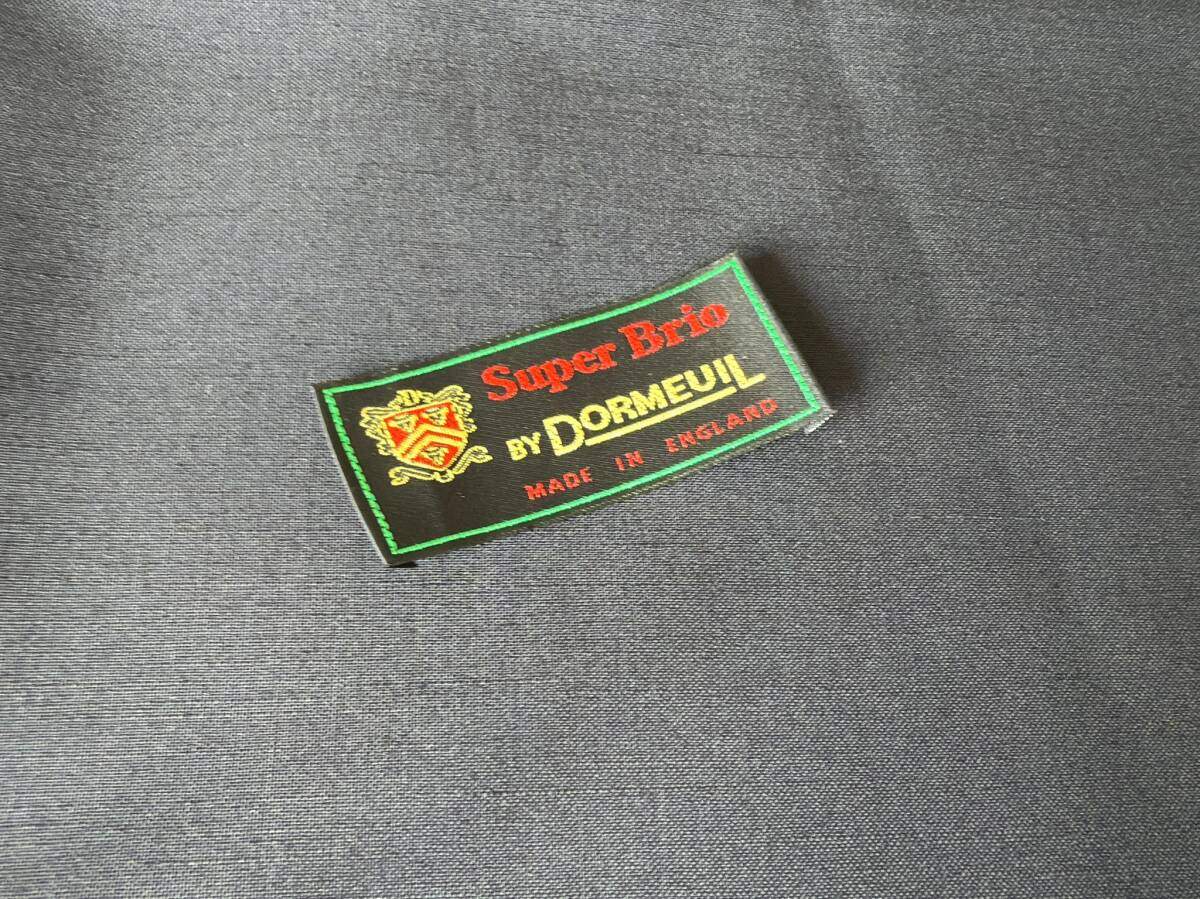 Super Brio
BY DORMEUIL
MADE IN ENGLAND